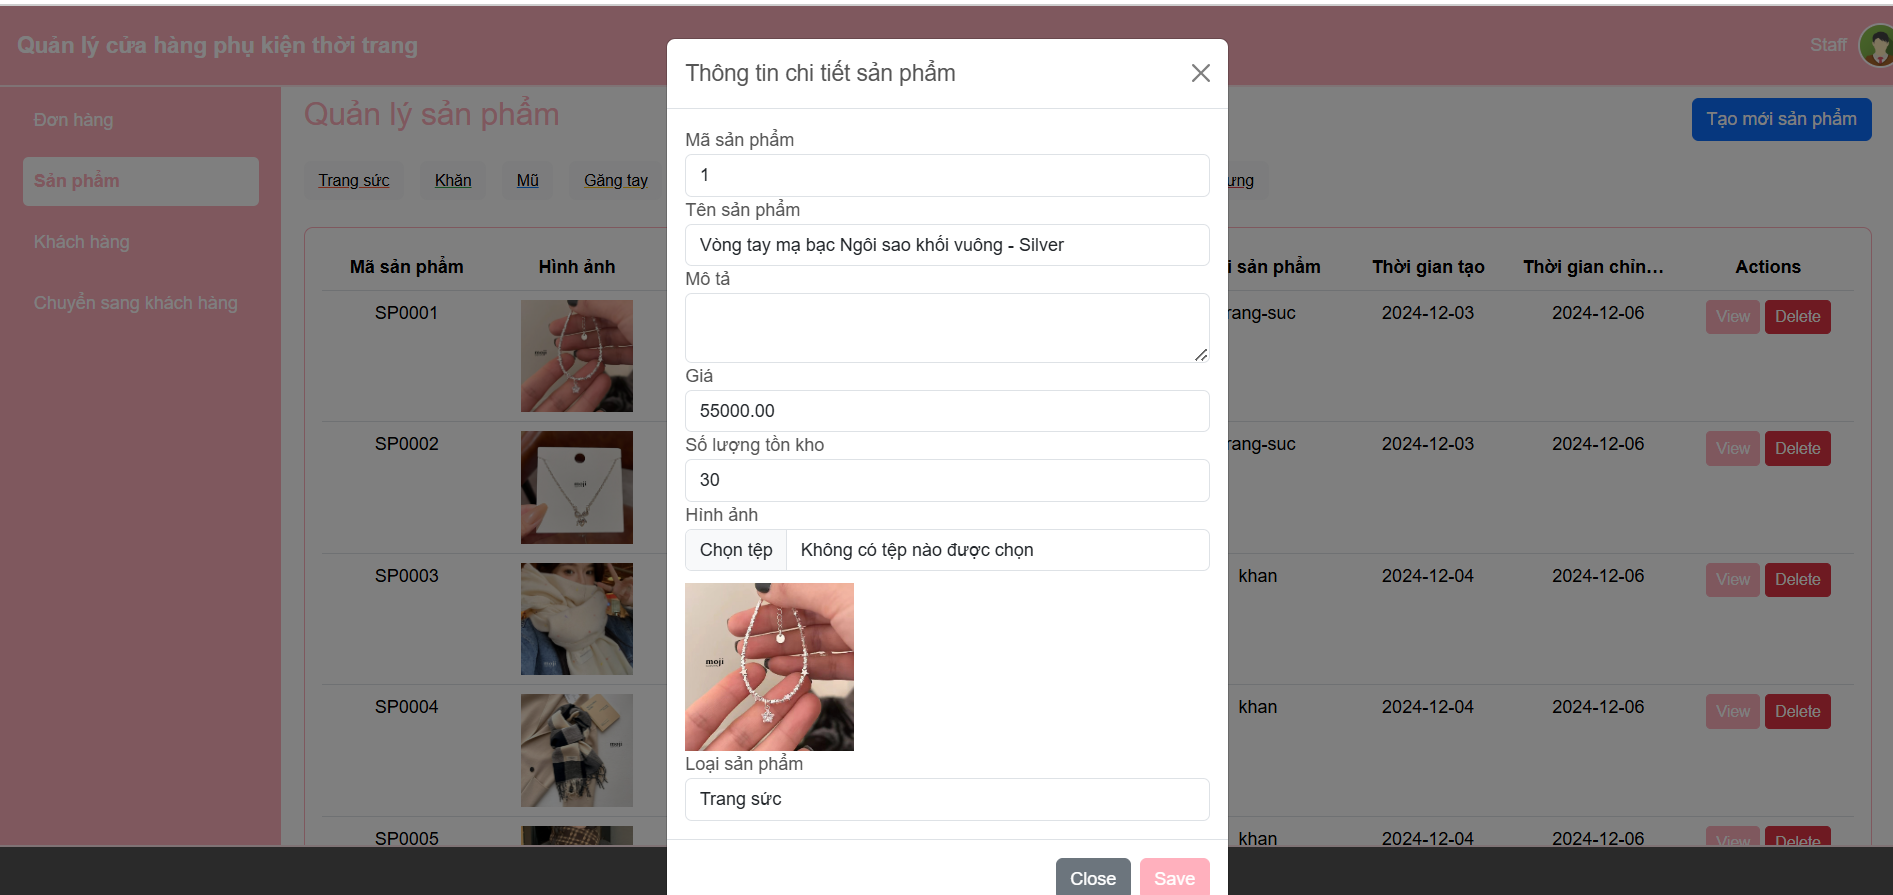 Quản lý cửa hàng phụ kiện thời trang
Staff
Đơn hàng
Sản phẩm
Khách hàng
Chuyển sang khách hàng
Quản lý sản phẩm
Tạo mới sản phẩm
Trang sức
Khăn
Mũ
Găng tay
ưng
Mã sản phẩm
Hình ảnh
i sản phẩm
Thời gian tạo
Thời gian chỉn...
Actions
SP0001
moji
rang-suc
2024-12-03
2024-12-06
View
Delete
SP0002
moji
rang-suc
2024-12-03
2024-12-06
View
Delete
SP0003
moji
khan
2024-12-04
2024-12-06
View
Delete
SP0004
moji
khan
2024-12-04
2024-12-06
View
Delete
SP0005
khan
2024-12-04
2024-12-06
View
Delete
Thông tin chi tiết sản phẩm
Mã sản phẩm
1
Tên sản phẩm
Vòng tay mạ bạc Ngôi sao khối vuông - Silver
Mô tả
Giá
55000.00
Số lượng tồn kho
30
Hình ảnh
Chọn tệp
Không có tệp nào được chọn
moji
Loại sản phẩm
Trang sức
Close
Save